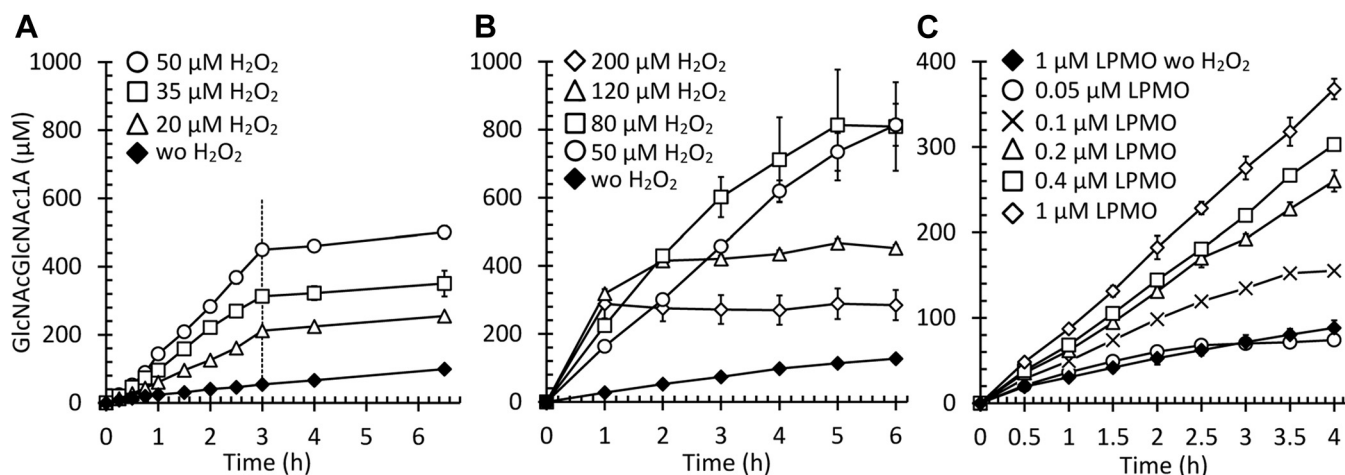 A
GlcNAcGlcNAc1A (µM)
1000
800
600
400
200
0
50 µM H₂O₂
35 µM H₂O₂
20 µM H₂O₂
wo H₂O₂
0 1 2 3 4 5 6
Time (h)
B
1000
800
600
400
200
0
200 µM H₂O₂
120 µM H₂O₂
80 µM H₂O₂
50 µM H₂O₂
wo H₂O₂
0 1 2 3 4 5 6
Time (h)
C
400
320
240
160
80
0
1 µM LPMO wo H₂O₂
0.05 µM LPMO
0.1 µM LPMO
0.2 µM LPMO
0.4 µM LPMO
1 µM LPMO
0 0.5 1 1.5 2 2.5 3 3.5 4
Time (h)